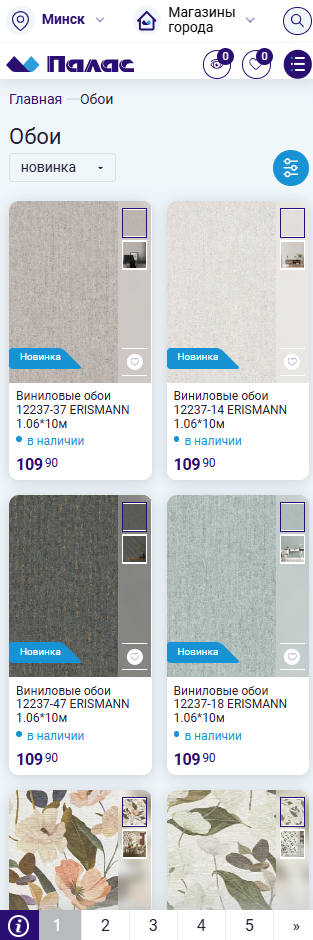 Минск
Магазины
города
Палас
0
0
Главная — Обои
Обои
новинка
Новинка
Новинка
Виниловые обои
12237-37 ERISMANN
1.06*10м
в наличии
109 90
Виниловые обои
12237-14 ERISMANN
1.06*10м
в наличии
109 90
Новинка
Новинка
Виниловые обои
12237-47 ERISMANN
1.06*10м
в наличии
109 90
Виниловые обои
12237-18 ERISMANN
1.06*10м
в наличии
109 90
1 2 3 4 5 »